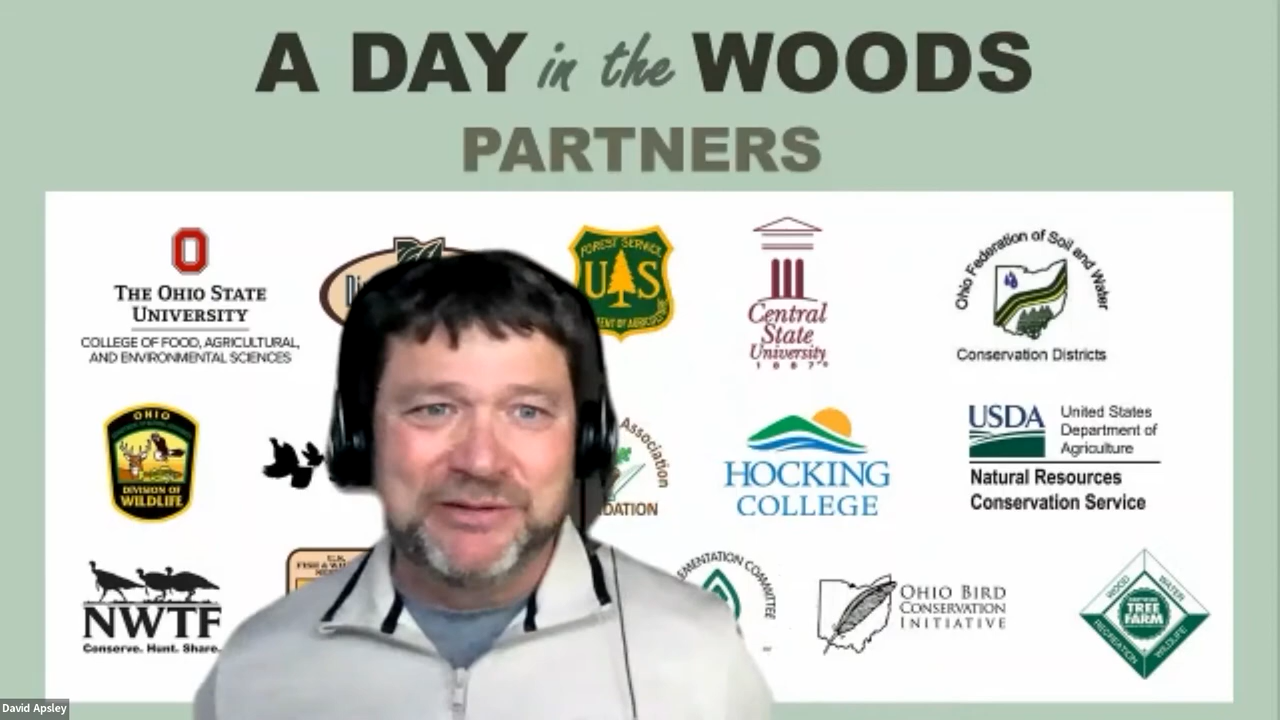 A DAY in the WOODS
PARTNERS
THE OHIO STATE
UNIVERSITY
COLLEGE OF FOOD, AGRICULTURAL,
AND ENVIRONMENTAL SCIENCES
FOREST SERVICE
U S
Central
State
University
Ohio Federation of Soil and Water
Conservation Districts
OHIO
DIVISION OF
WILDLIFE
Association
DATION
HOCKING
COLLEGE
USDA
United States
Department of
Agriculture
Natural Resources
Conservation Service
NWTF
Conserve. Hunt. Share.
U.S.
COMMITTEE
OHIO BIRD
CONSERVATION
INITIATIVE
WOOD
WATER
TREE
FARM
RECREATION
WILDLIFE
David Apsley